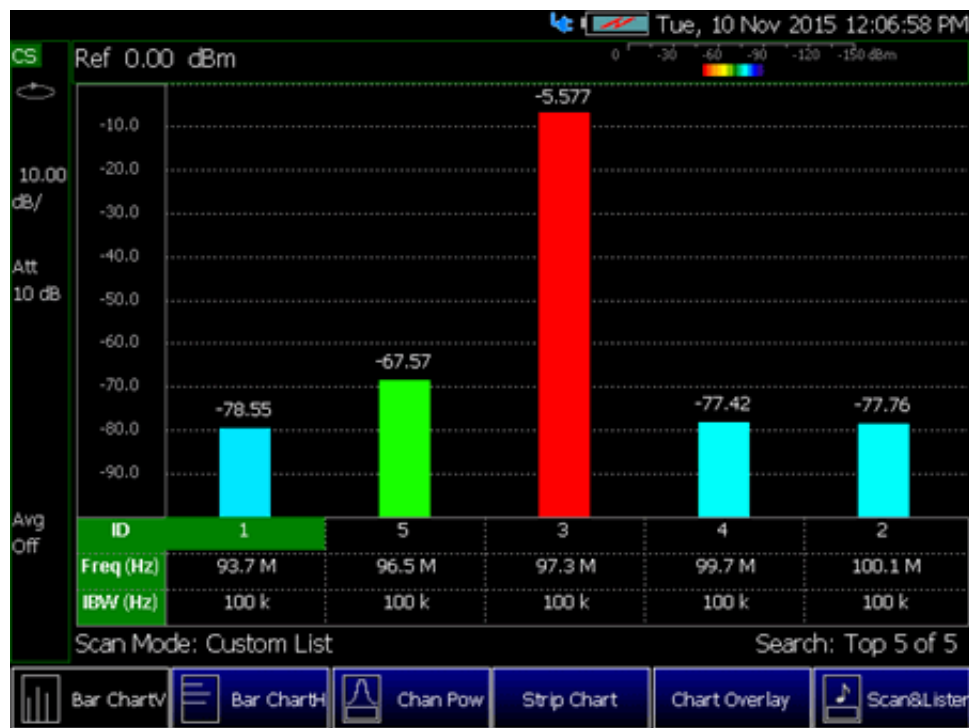 Tue, 10 Nov 2015 12:06:58 PM
CS
Ref 0.00 dBm
0 -30 -60 -90 -120 -150 dBm
10.00
dB/
Att
10 dB
Avg
Off
-5.577
-10.0
-20.0
-30.0
-40.0
-50.0
-60.0
-67.57
-70.0
-78.55
-77.42
-77.76
-80.0
-90.0
ID 1 5 3 4 2
Freq (Hz) 93.7 M 96.5 M 97.3 M 99.7 M 100.1 M
IBW (Hz) 100 k 100 k 100 k 100 k 100 k
Scan Mode: Custom List Search: Top 5 of 5
Bar ChartV Bar ChartH Chan Pow Strip Chart Chart Overlay Scan&Listen